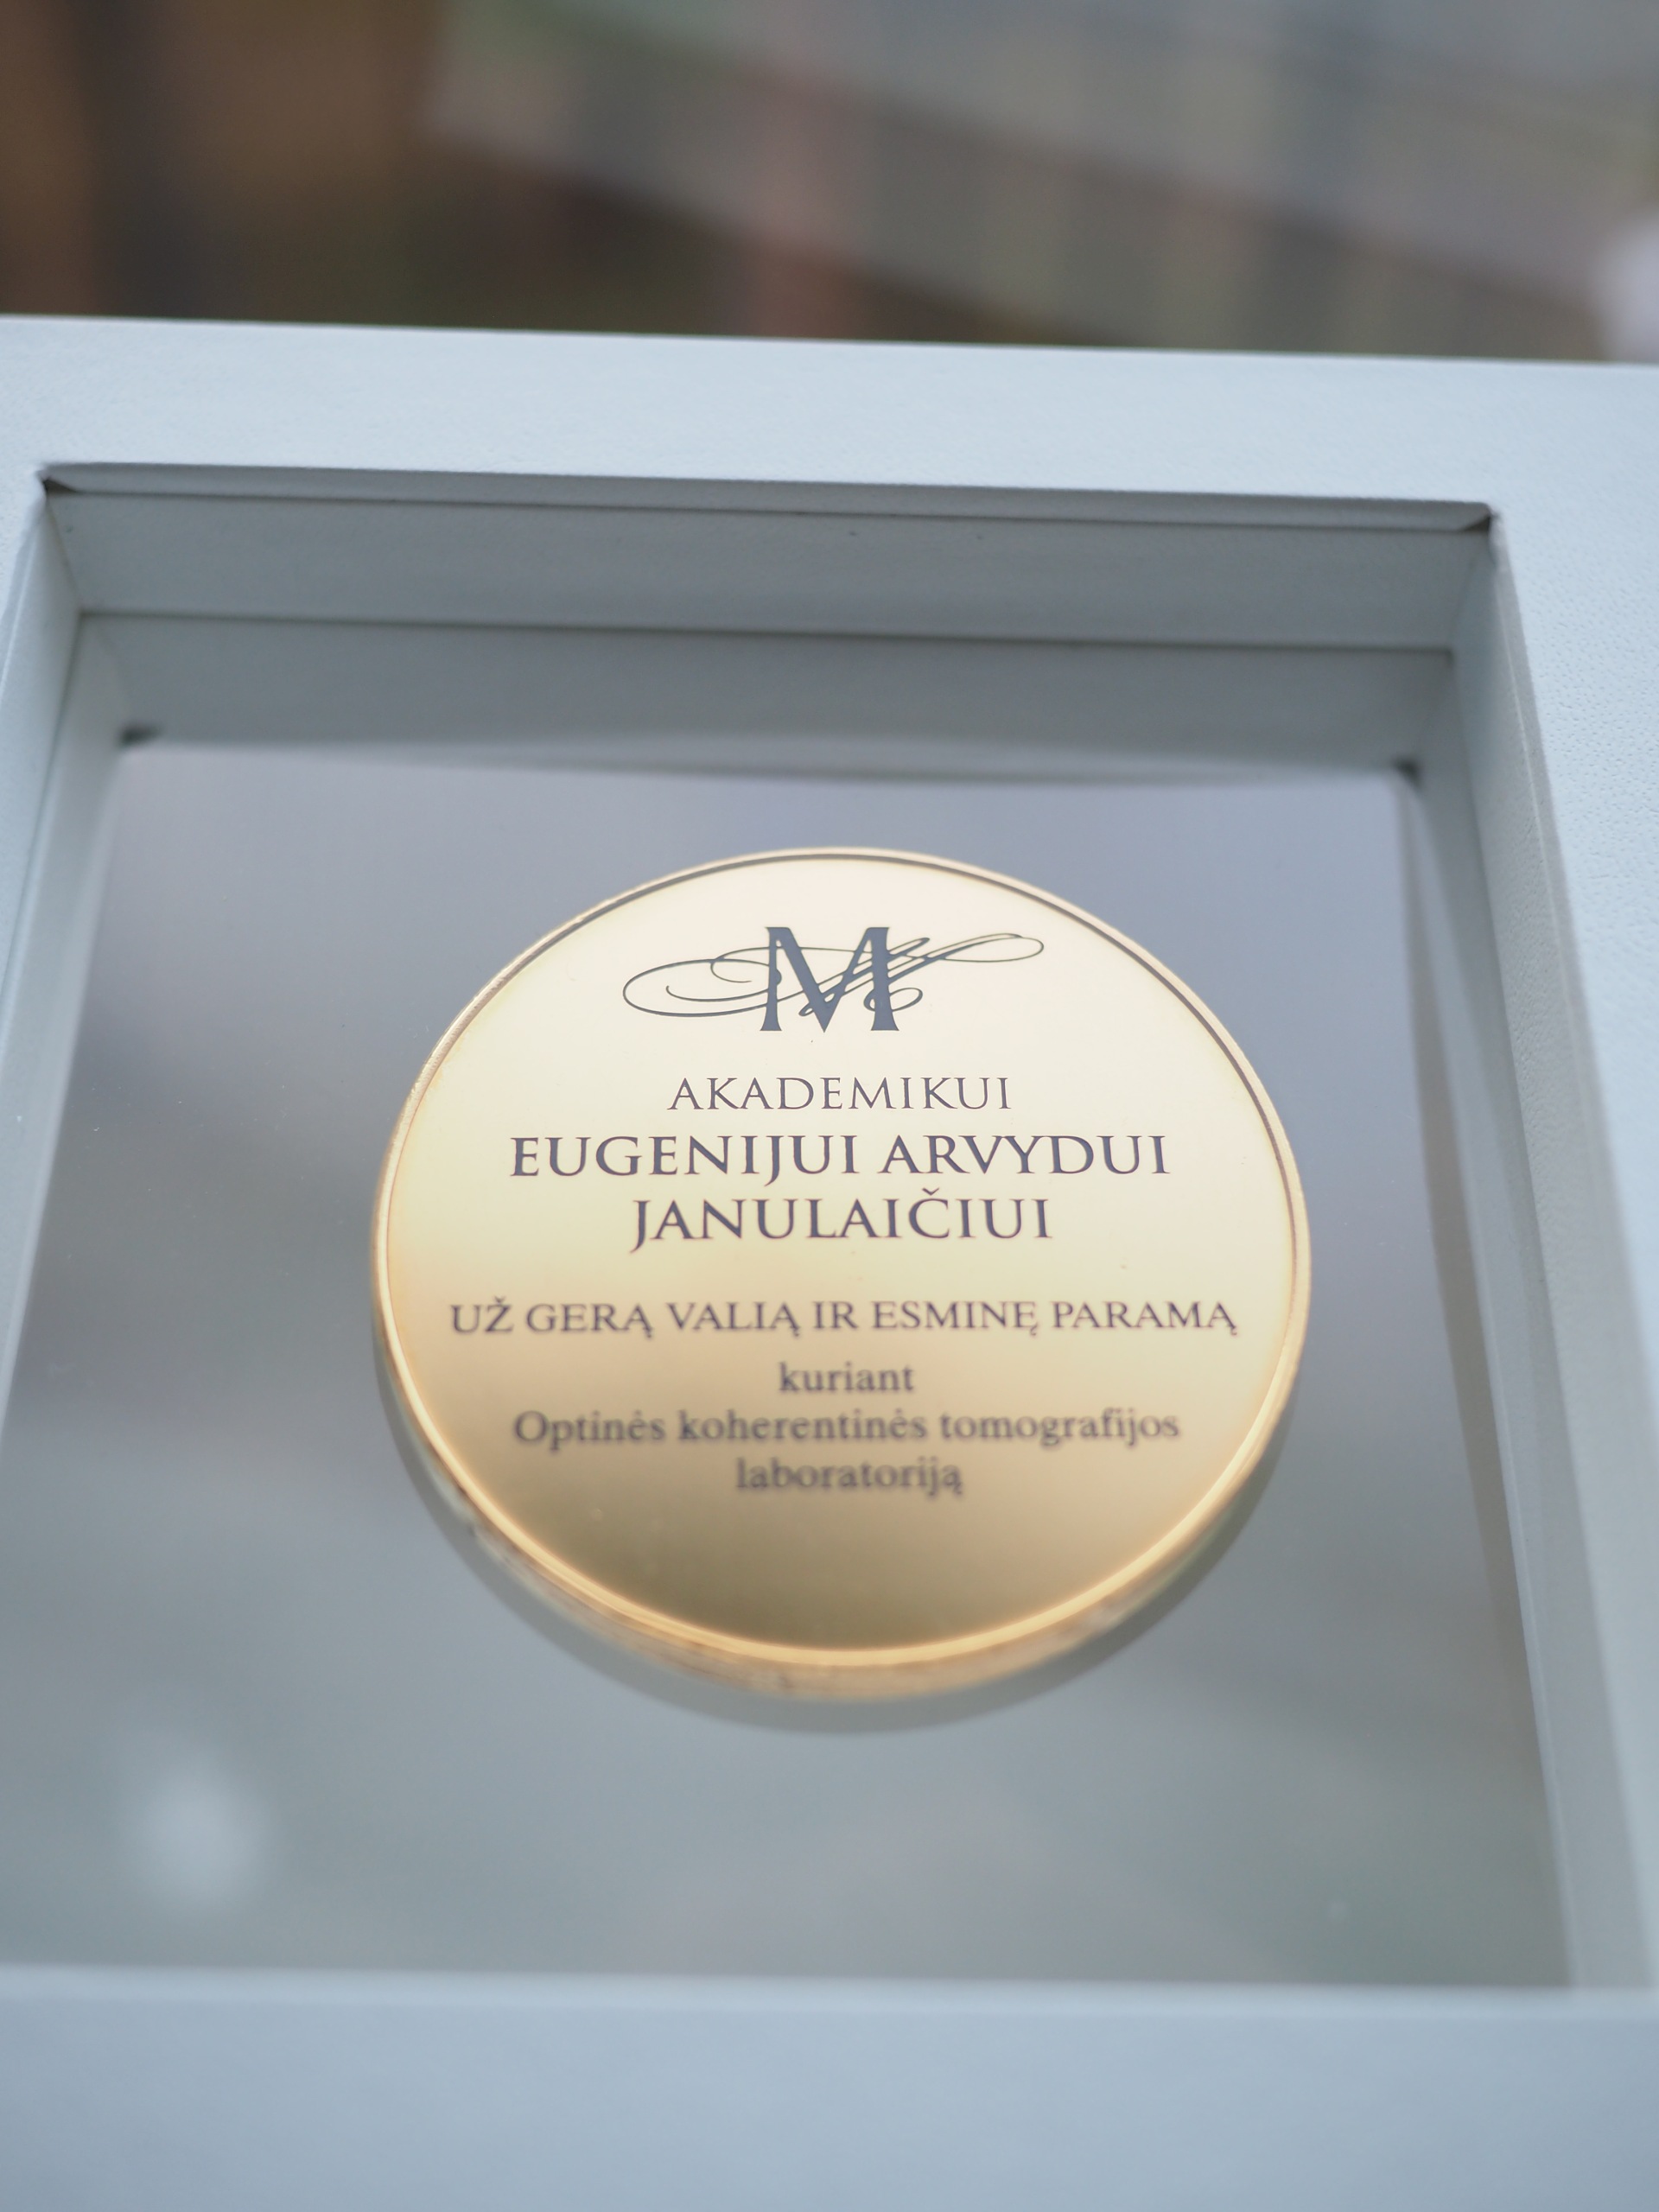 M
AKADEMIKUI
EUGENIJUI ARVYDUI
JANULAIČIUI
UŽ GERĄ VALIĄ IR ESMINĘ PARAMĄ
kuriant
Optinės koherentinės tomografijos
laboratoriją